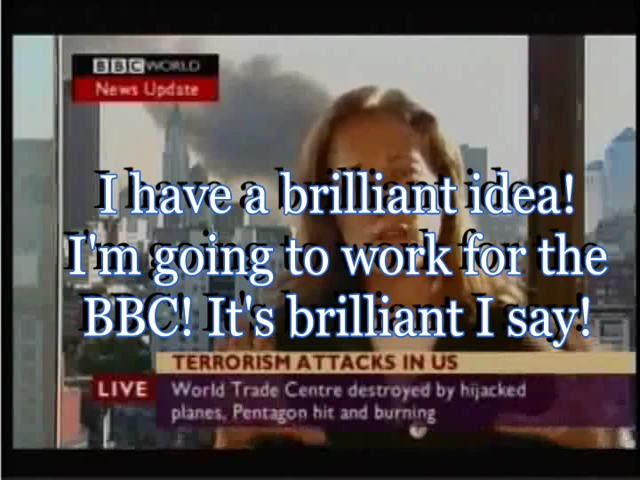 BBC WORLD
News Update
I have a brilliant idea!
I'm going to work for the
BBC! It's brilliant I say!
TERRORISM ATTACKS IN US
LIVE
World Trade Centre destroyed by hijacked
planes, Pentagon hit and burning